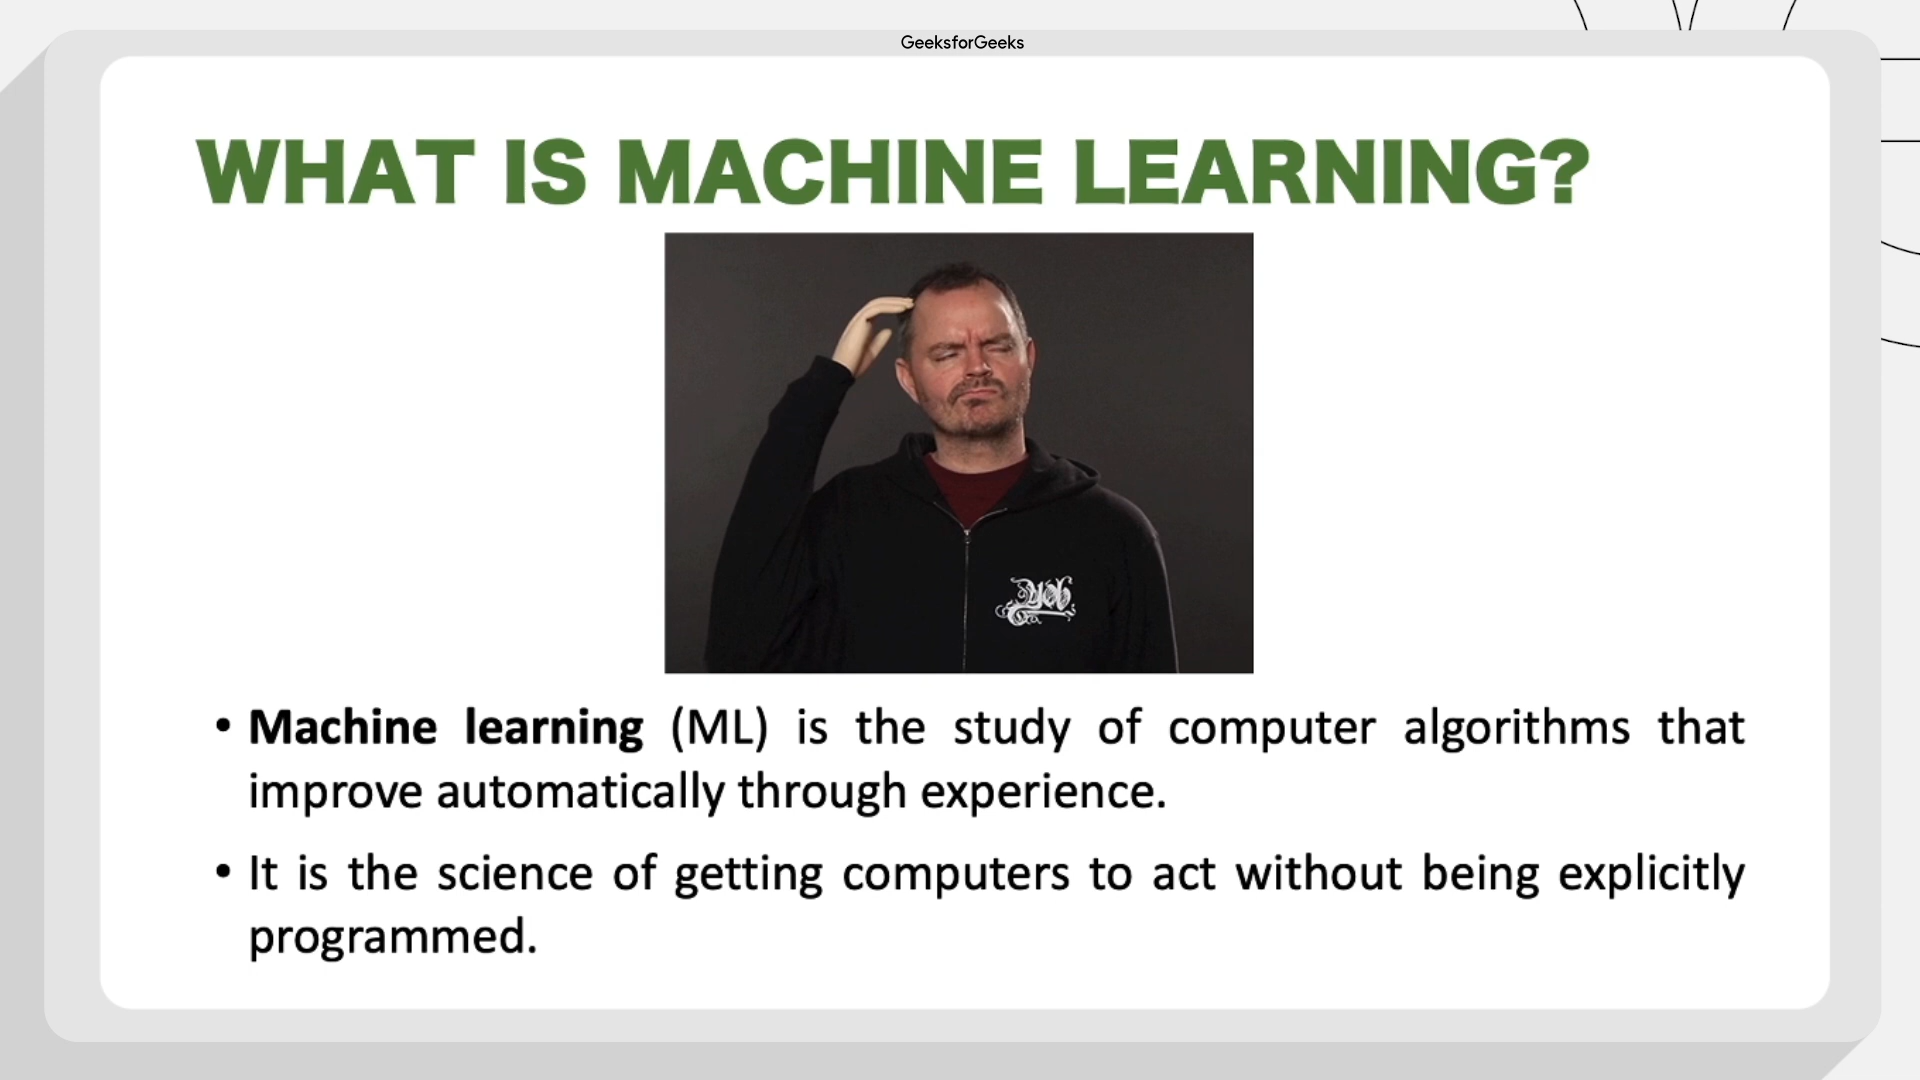 GeeksforGeeks
WHAT IS MACHINE LEARNING?
• Machine learning (ML) is the study of computer algorithms that
improve automatically through experience.
• It is the science of getting computers to act without being explicitly
programmed.